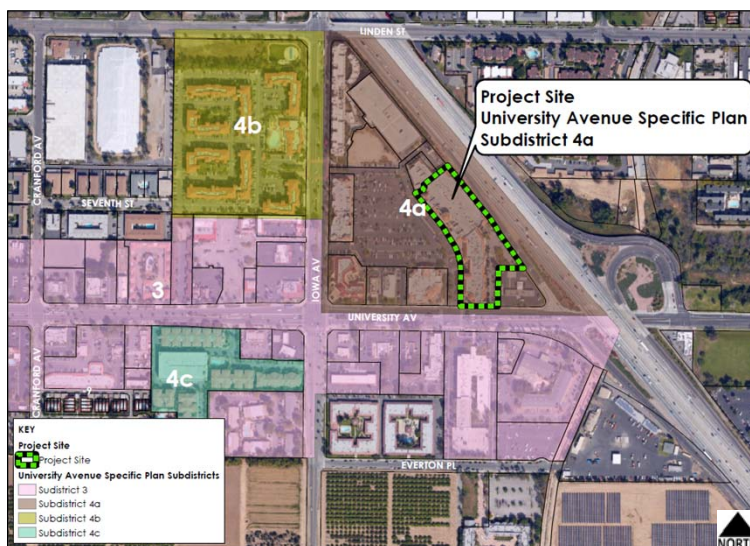 LINDEN ST
Project Site
University Avenue Specific Plan
Subdistrict 4a
4b
CRANFORD AV
SEVENTH ST
4a
IOWA AV
3
UNIVERSITY AV
CRANFORD AV
4c
EVERTON PL
KEY
Project Site
Project Site
University Avenue Specific Plan Subdistricts
Sudistrict 3
Subdistrict 4a
Subdistrict 4b
Subdistrict 4c
NORTH